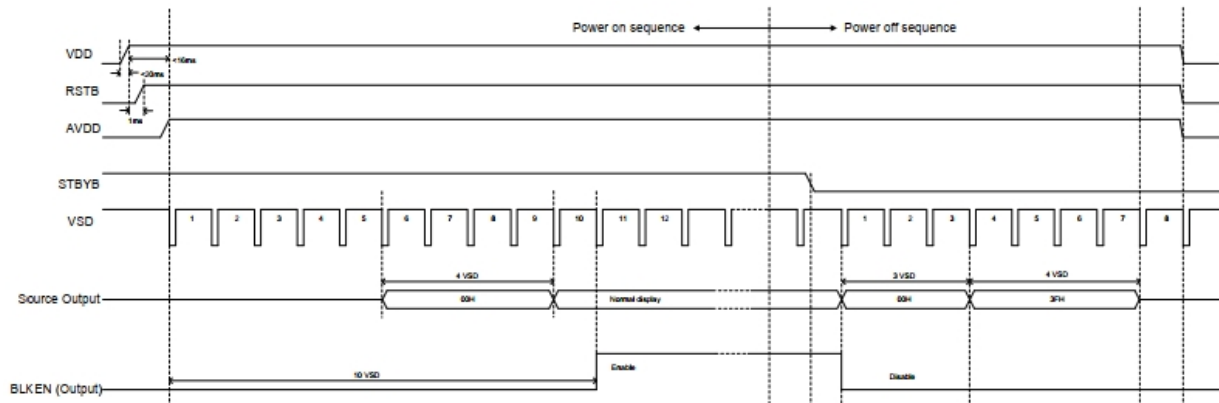 Power on sequence
Power off sequence
VDD
<16ms
<20ms
RSTB
1ms
AVDD
STBYB
VSD
1 2 3 4 5 6 7 8 9 10 11 12 1 2 3 4 5 6 7 8
4 VSD
3 VSD
4 VSD
Source Output
00H
Normal display
00H
3FH
Enable
10 VSD
Disable
BLKEN (Output)